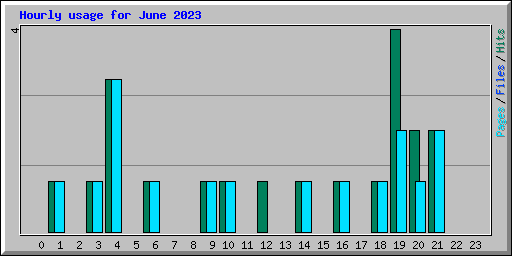 Hourly usage for June 2023
4
Pages / Files / Hits
0 1 2 3 4 5 6 7 8 9 10 11 12 13 14 15 16 17 18 19 20 21 22 23